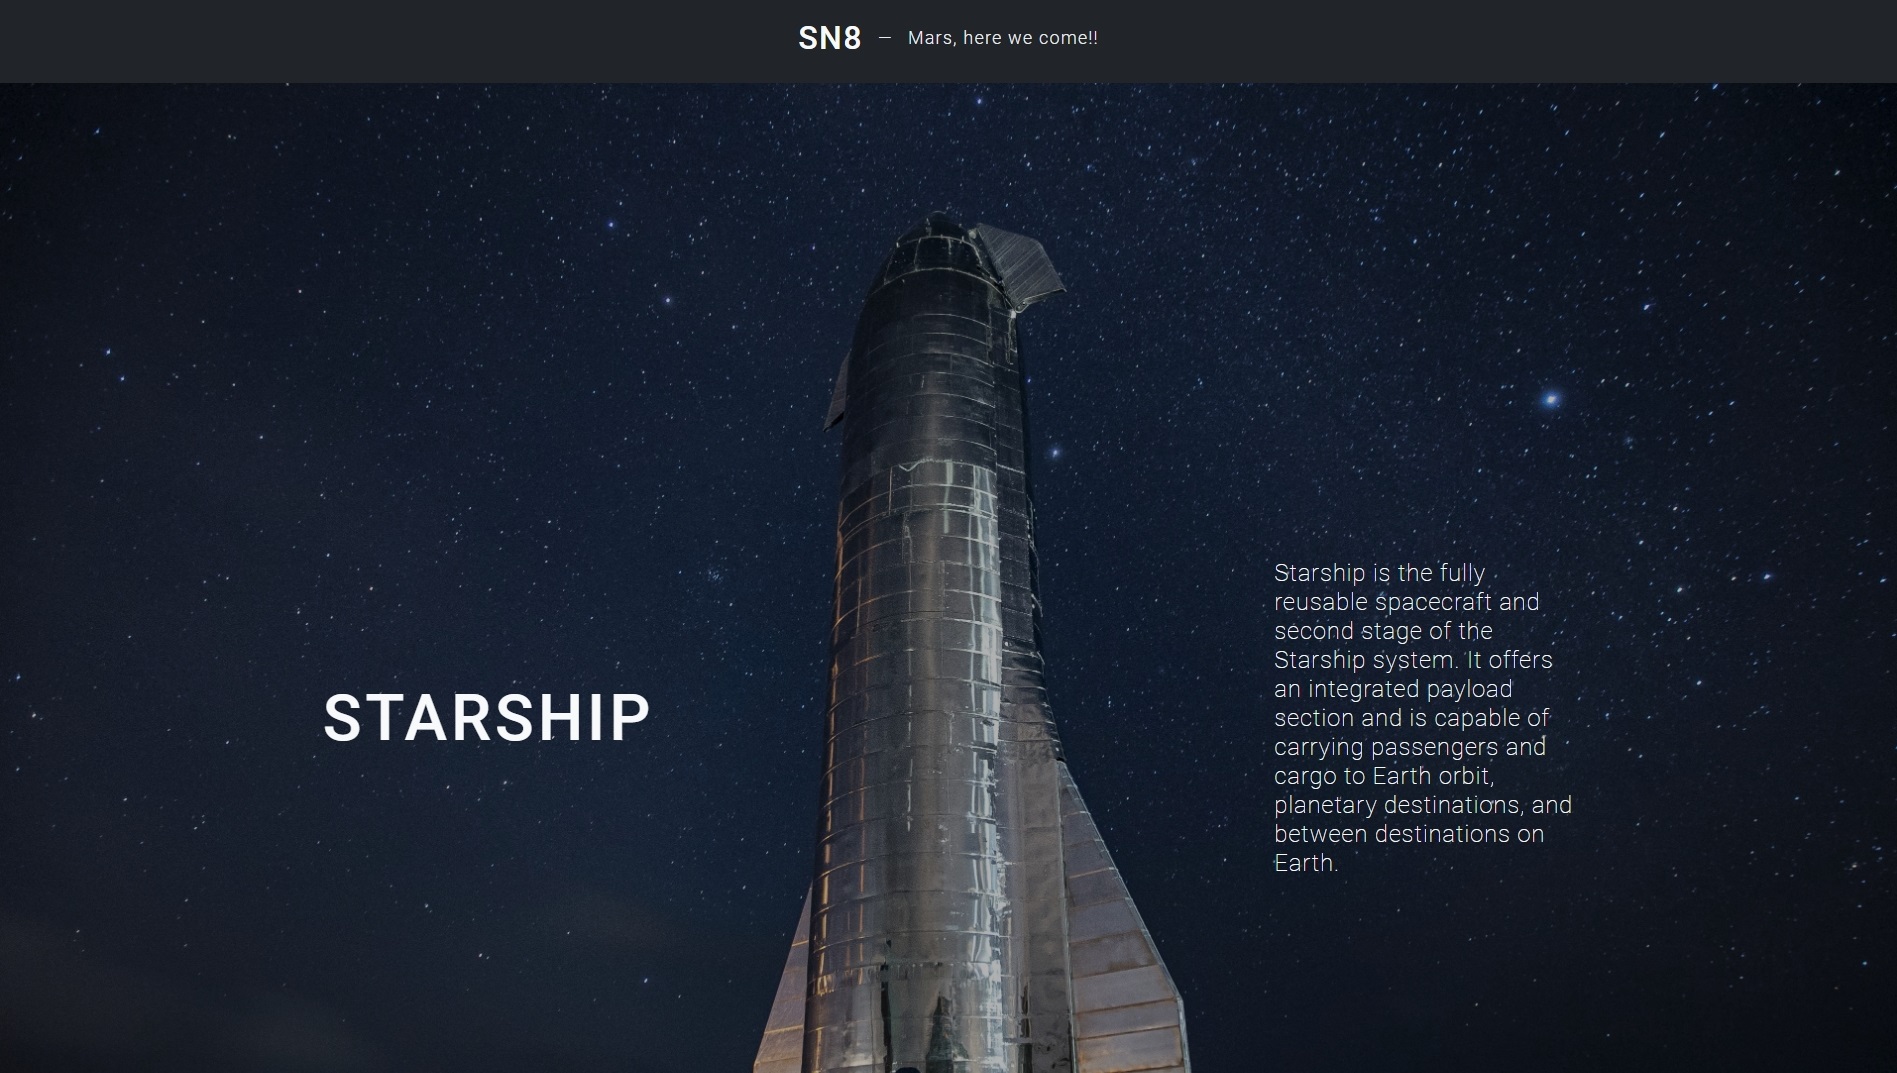 SN8 — Mars, here we come!!
STARSHIP
Starship is the fully
reusable spacecraft and
second stage of the
Starship system. It offers
an integrated payload
section and is capable of
carrying passengers and
cargo to Earth orbit,
planetary destinations, and
between destinations on
Earth.